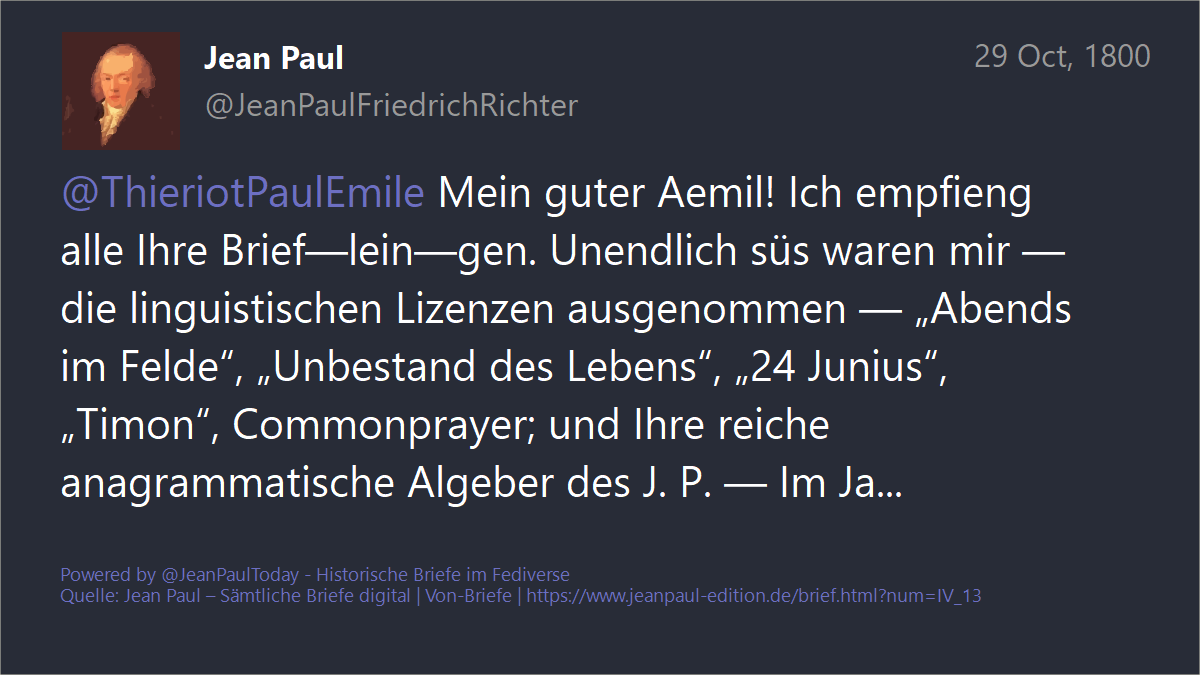 Jean Paul
29 Oct, 1800
@JeanPaulFriedrichRichter
@ThieriotPaulEmile Mein guter Aemil! Ich empfieng
alle Ihre Brief—lein—gen. Unendlich süs waren mir —
die linguistischen Lizenzen ausgenommen — „Abends
im Felde“, „Unbestand des Lebens“, „24 Junius“,
„Timon“, Commonprayer; und Ihre reiche
anagrammatische Algeber des J. P. — Im Ja...
Powered by @JeanPaulToday - Historische Briefe im Fediverse
Quelle: Jean Paul – Sämtliche Briefe digital | Von-Briefe | https://www.jeanpaul-edition.de/brief.html?num=IV_13